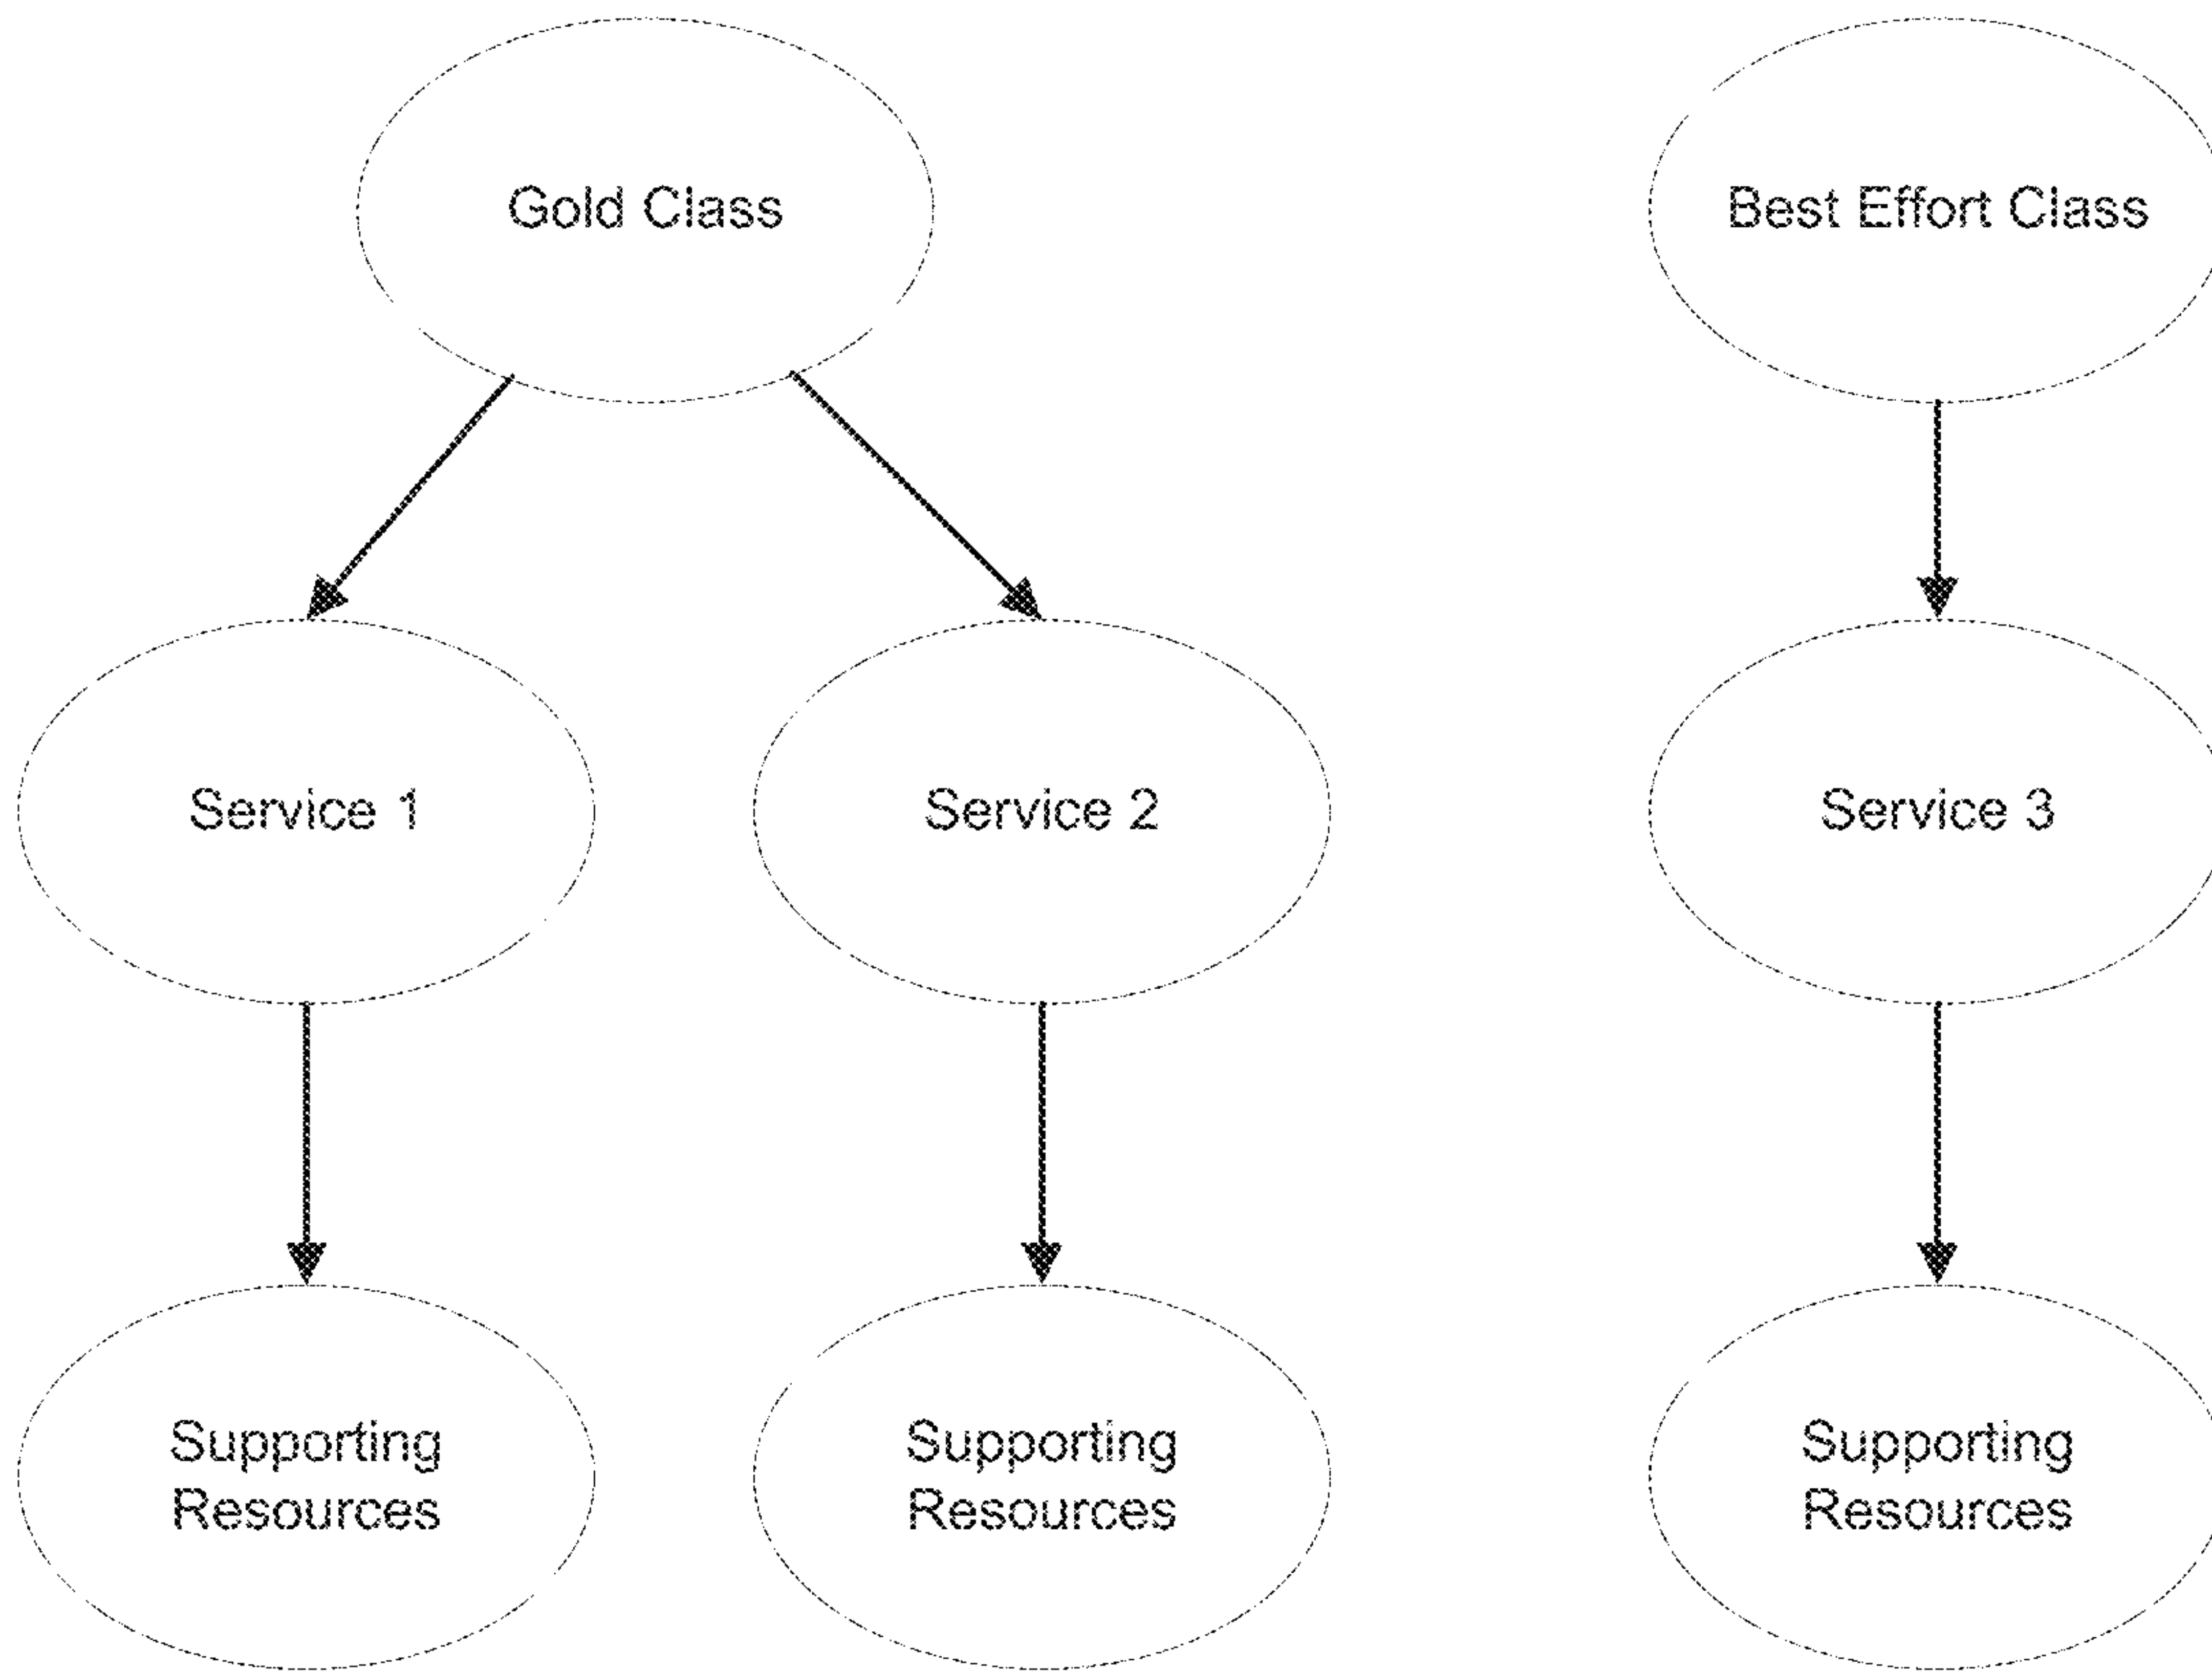 Gold Class
Best Effort Class
Service 1
Service 2
Service 3
Supporting
Resources
Supporting
Resources
Supporting
Resources